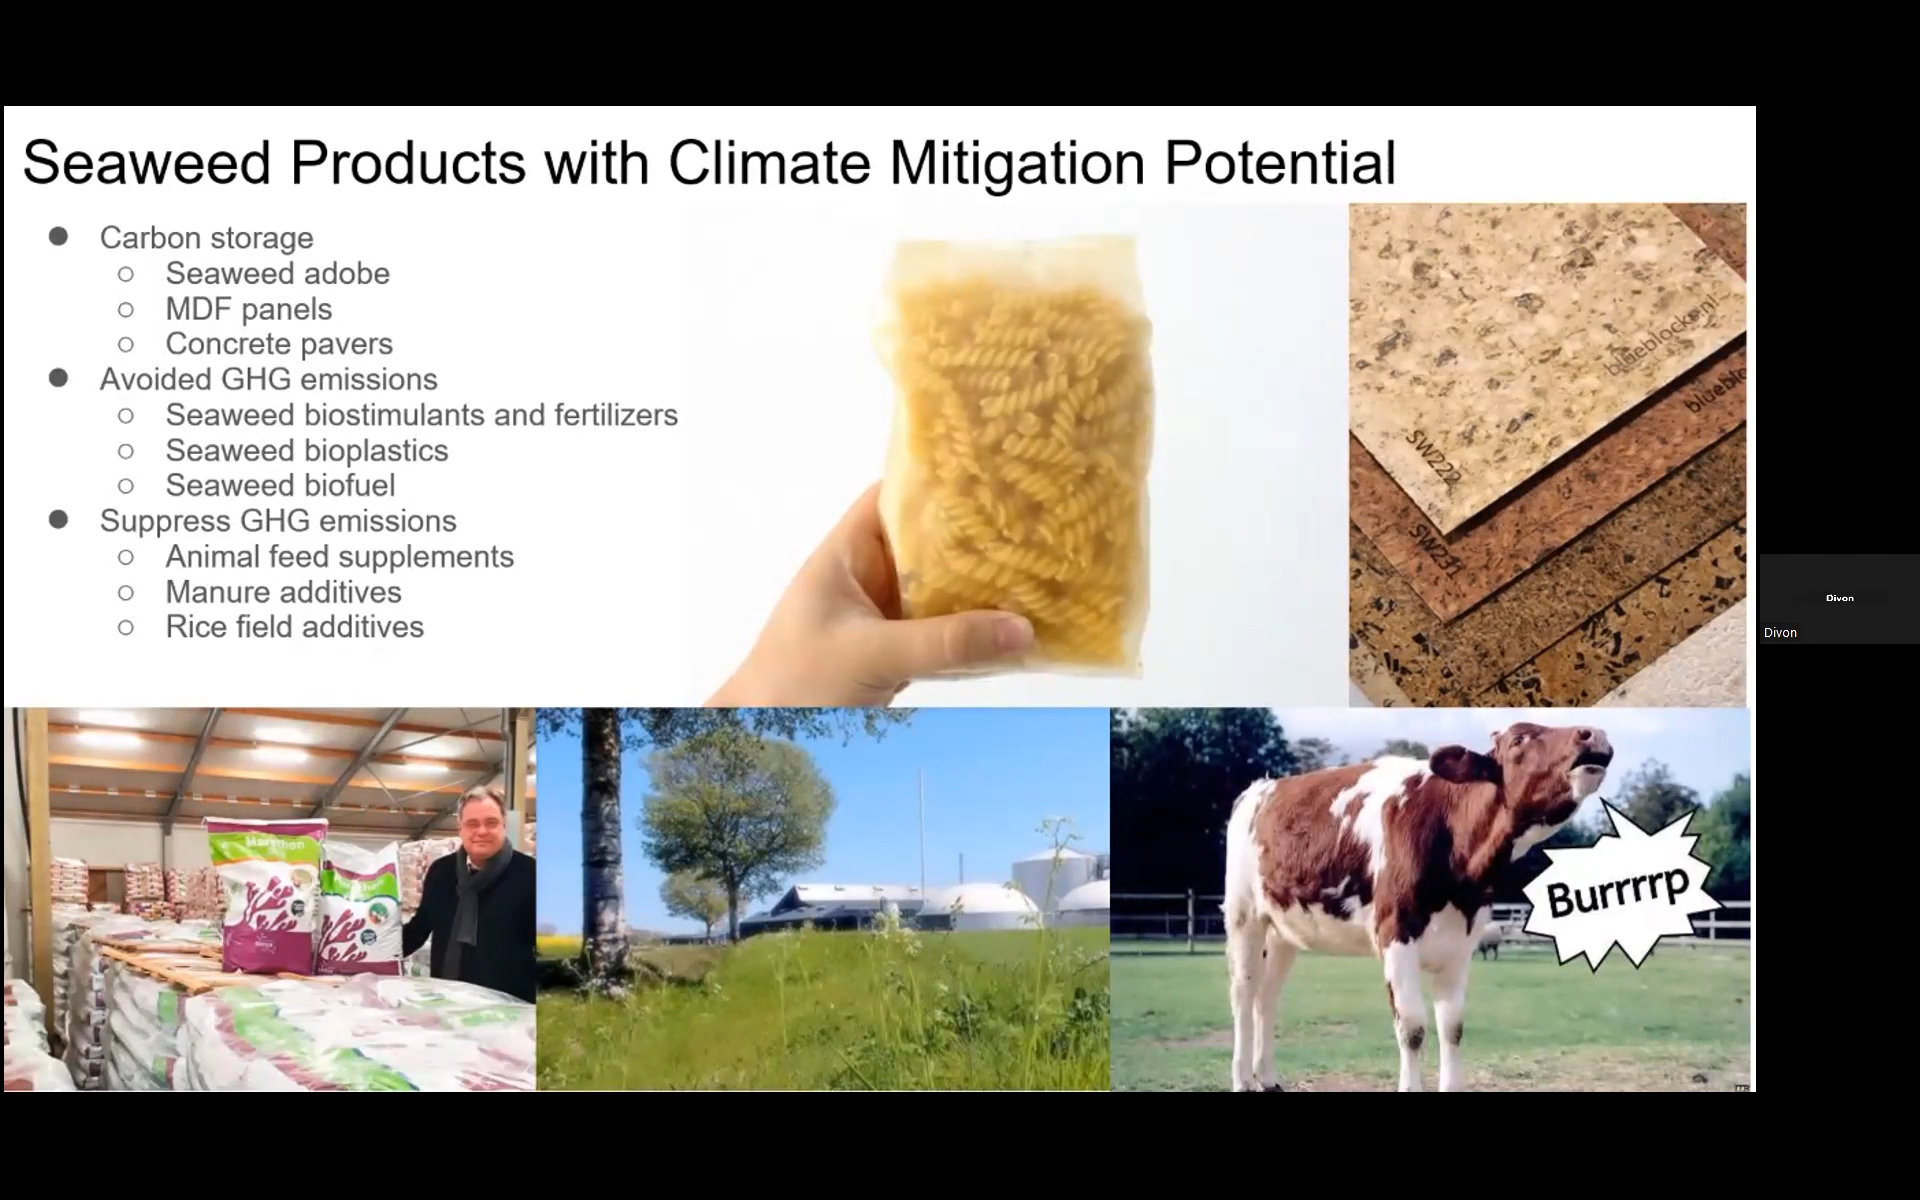 Seaweed Products with Climate Mitigation Potential
● Carbon storage
○ Seaweed adobe
○ MDF panels
○ Concrete pavers
● Avoided GHG emissions
○ Seaweed biostimulants and fertilizers
○ Seaweed bioplastics
○ Seaweed biofuel
● Suppress GHG emissions
○ Animal feed supplements
○ Manure additives
○ Rice field additives
blueblocks.nl
SW222
SW231
Burrrrp
Divon
Divon